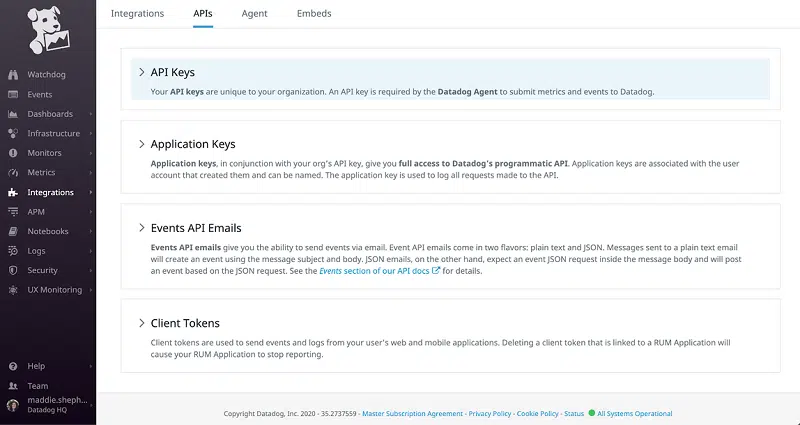 Integrations APIs Agent Embeds
Watchdog
Events
Dashboards
Infrastructure
Monitors
Metrics
Integrations
APM
Notebooks
Logs
Security
UX Monitoring
Help
Team
maddie.sheph...
Datadog HQ
API Keys
Your API keys are unique to your organization. An API key is required by the Datadog Agent to submit metrics and events to Datadog.
Application Keys
Application keys, in conjunction with your org's API key, give you full access to Datadog's programmatic API. Application keys are associated with the user
account that created them and can be named. The application key is used to log all requests made to the API.
Events API Emails
Events API emails give you the ability to send events via email. Event API emails come in two flavors: plain text and JSON. Messages sent to a plain text email
will create an event using the message subject and body. JSON emails, on the other hand, expect an event JSON request inside the message body and will post
an event based on the JSON request. See the Events section of our API docs for details.
Client Tokens
Client tokens are used to send events and logs from your user's web and mobile applications. Deleting a client token that is linked to a RUM Application will
cause your RUM Application to stop reporting.
Copyright Datadog, Inc. 2020 - 35.2737559 - Master Subscription Agreement - Privacy Policy - Cookie Policy - Status All Systems Operational